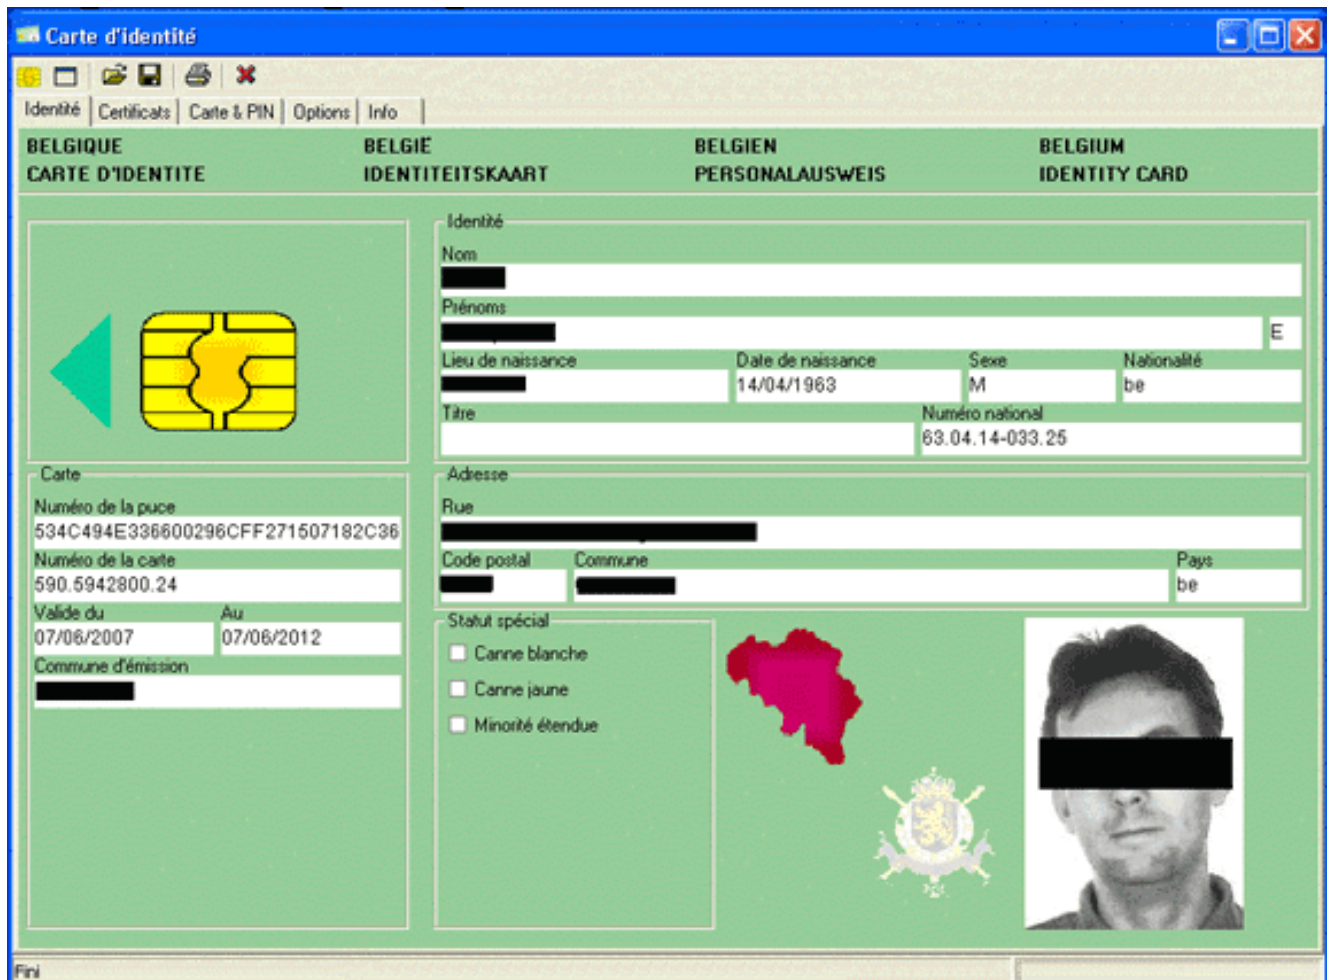 Carte d'identité
Identité Certificats Carte & PIN Options Info
BELGIQUE BELGIË BELGIEN BELGIUM
CARTE D'IDENTITE IDENTITEITSKAART PERSONALAUSWEIS IDENTITY CARD
Identité
Nom
Prénoms
E
Lieu de naissance Date de naissance Sexe Nationalité
14/04/1963 M be
Titre Numéro national
63.04.14-033.25
Carte
Numéro de la puce
534C494E336600296CFF271507182C36
Numéro de la carte
590.5942800.24
Valide du Au
07/06/2007 07/06/2012
Commune d'émission
Adresse
Rue
Code postal Commune Pays
be
Statut spécial
Canne blanche
Canne jaune
Minorité étendue
Fini